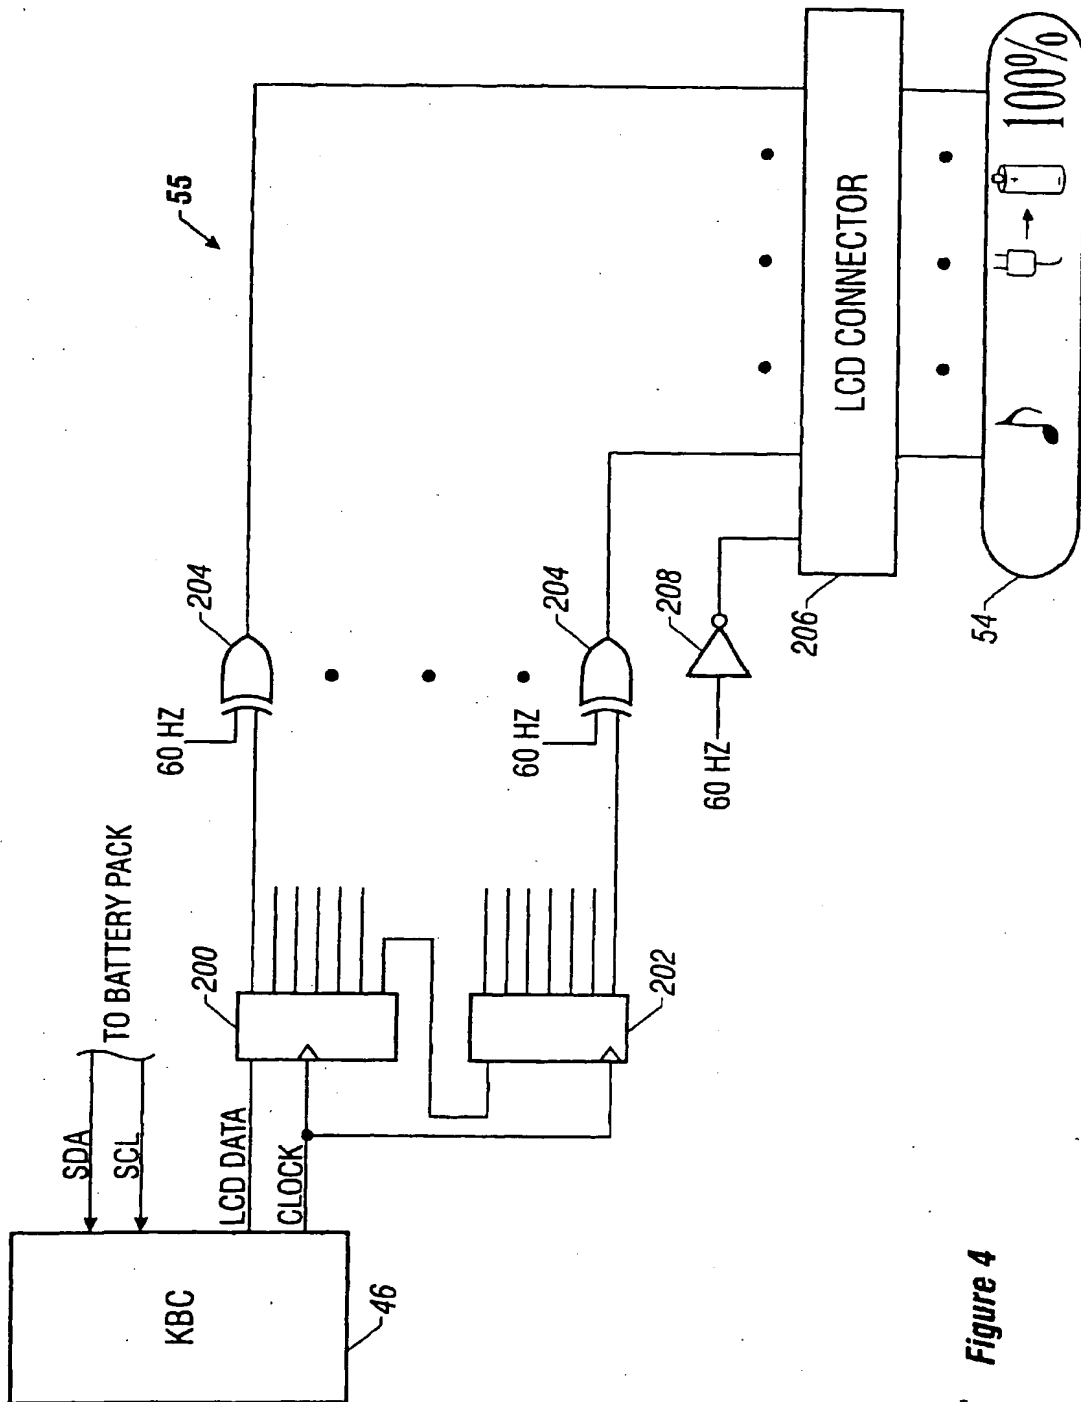 KBC
46
SDA
SCL
TO BATTERY PACK
LCD DATA
CLOCK
200
202
60 HZ
204
60 HZ
204
60 HZ
208
55
LCD CONNECTOR
206
54
100%
Figure 4